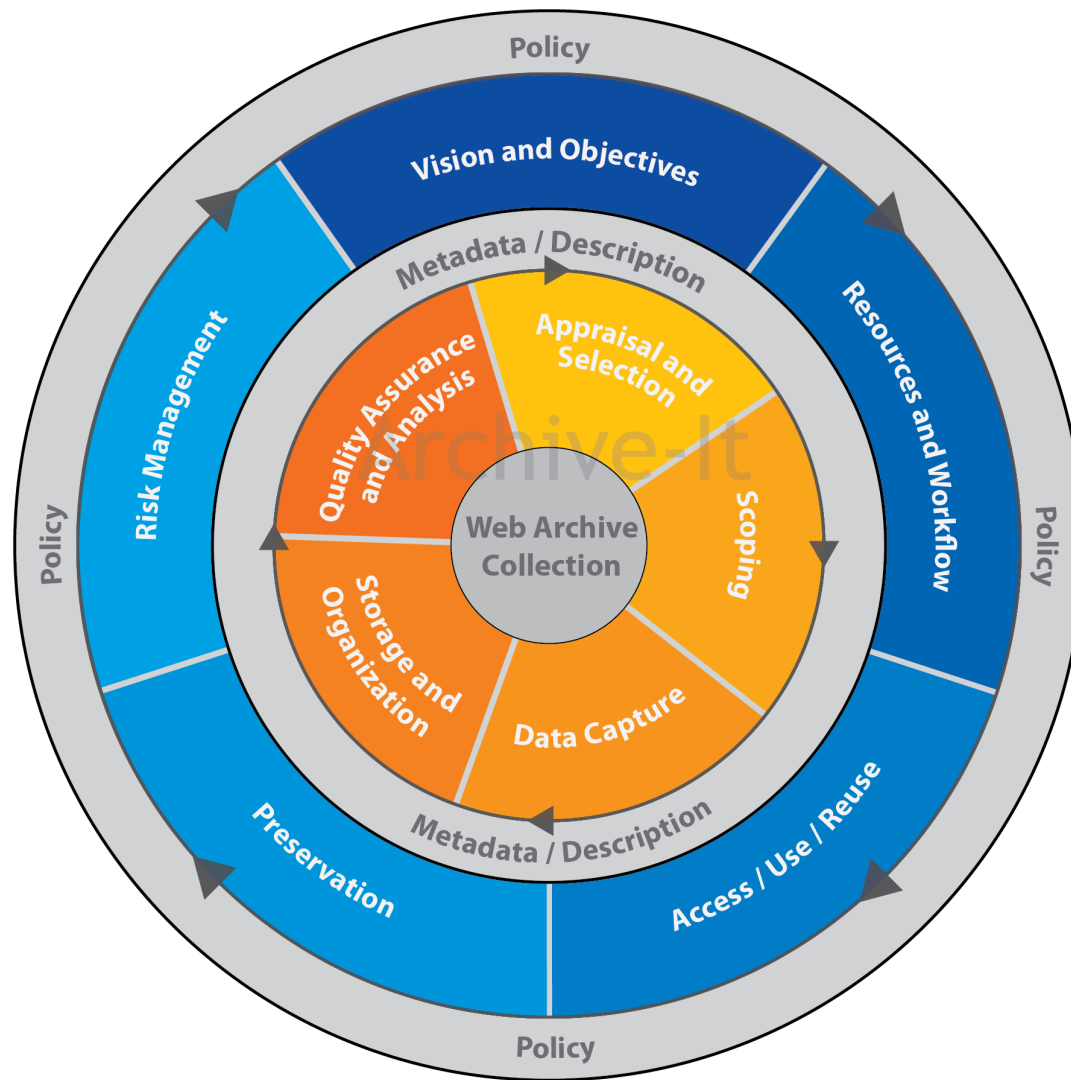 Policy
Vision and Objectives
Metadata / Description
Resources and Workflow
Risk Management
Appraisal and
Selection
Quality Assurance
and Analysis
Archive-It
Scoping
Web Archive
Collection
Policy
Policy
Storage and
Organization
Data Capture
Metadata / Description
Access / Use / Reuse
Preservation
Policy